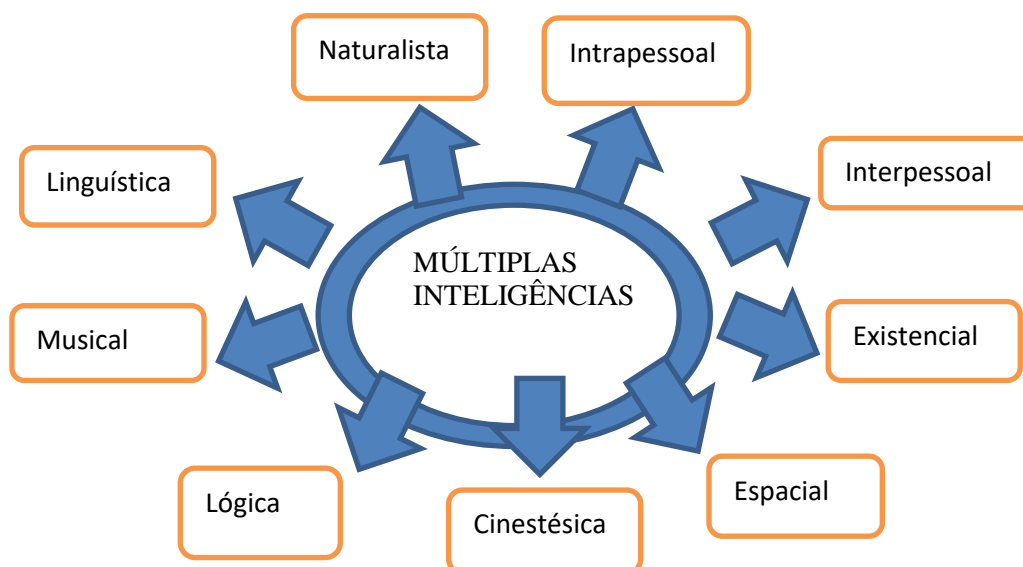 Naturalista
Intrapessoal
Linguística
Interpessoal
MÚLTIPLAS
INTELIGÊNCIAS
Musical
Existencial
Lógica
Cinestésica
Espacial